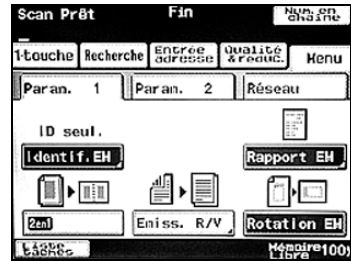 Scan Prêt
Fin
Num.en
chaîne
1-touche
Recherche
Entrée
adresse
Qualité
&réduc.
Menu
Param. 1
Param. 2
Réseau
ID seul.
Identif.EM
Rapport EM
2en1
Emiss. R/V
Rotation EM
Liste
tâches
Mémoire
Libre
100%